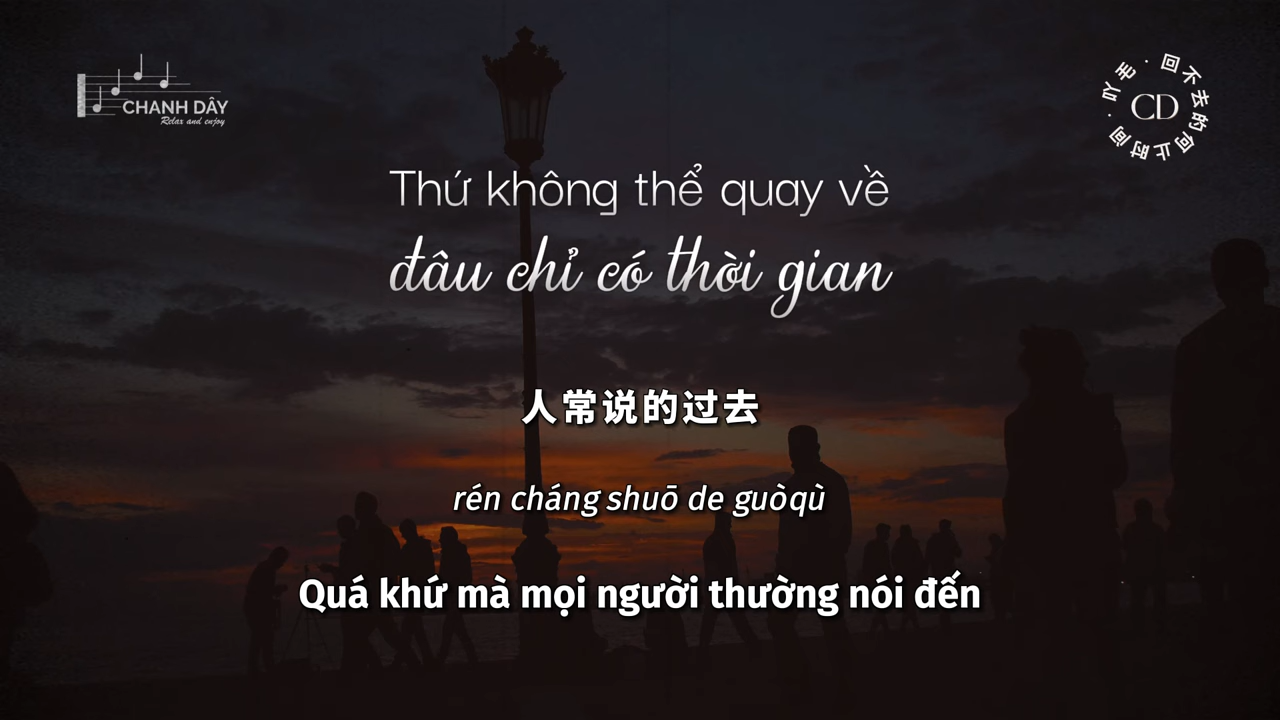 CHANH DÂY
Relax and enjoy
叹老 · 回不去的何止时间 ·
CD
Thứ không thể quay về
đâu chỉ có thời gian
人常说的过去
rén cháng shuō de guòqù
Quá khứ mà mọi người thường nói đến